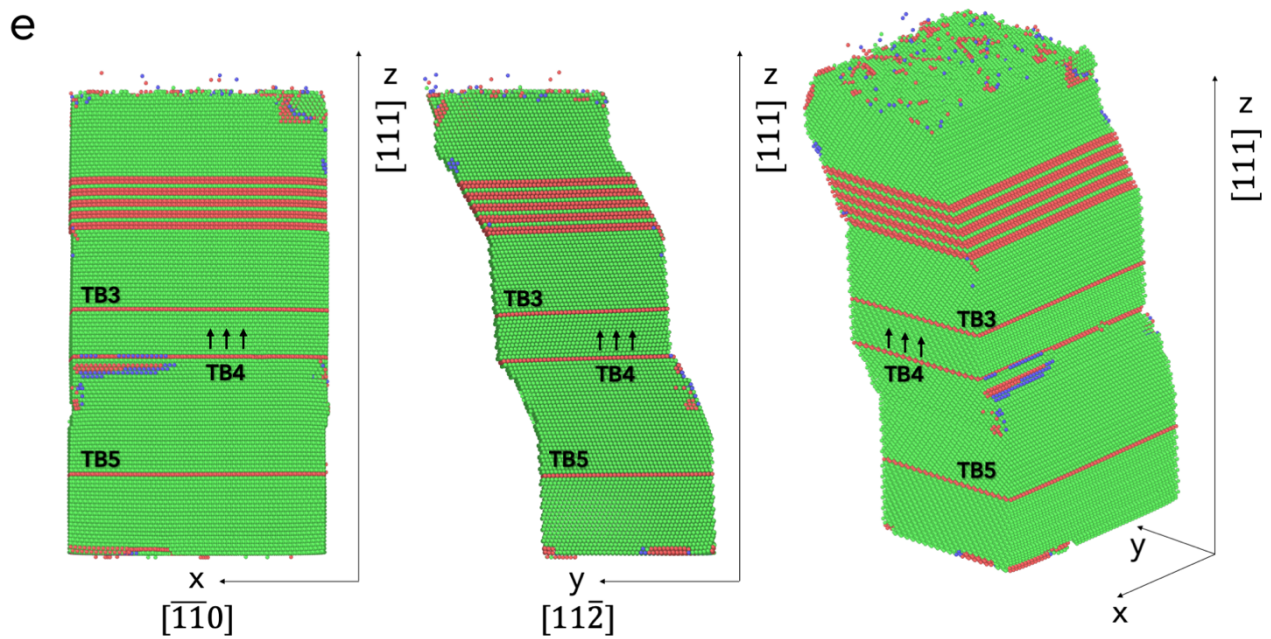 e
z
[111]
TB3
TB4
TB5
x
[1̅1̅0]
z
[111]
TB3
TB4
TB5
y
[112̅]
z
[111]
TB3
TB4
TB5
y
x